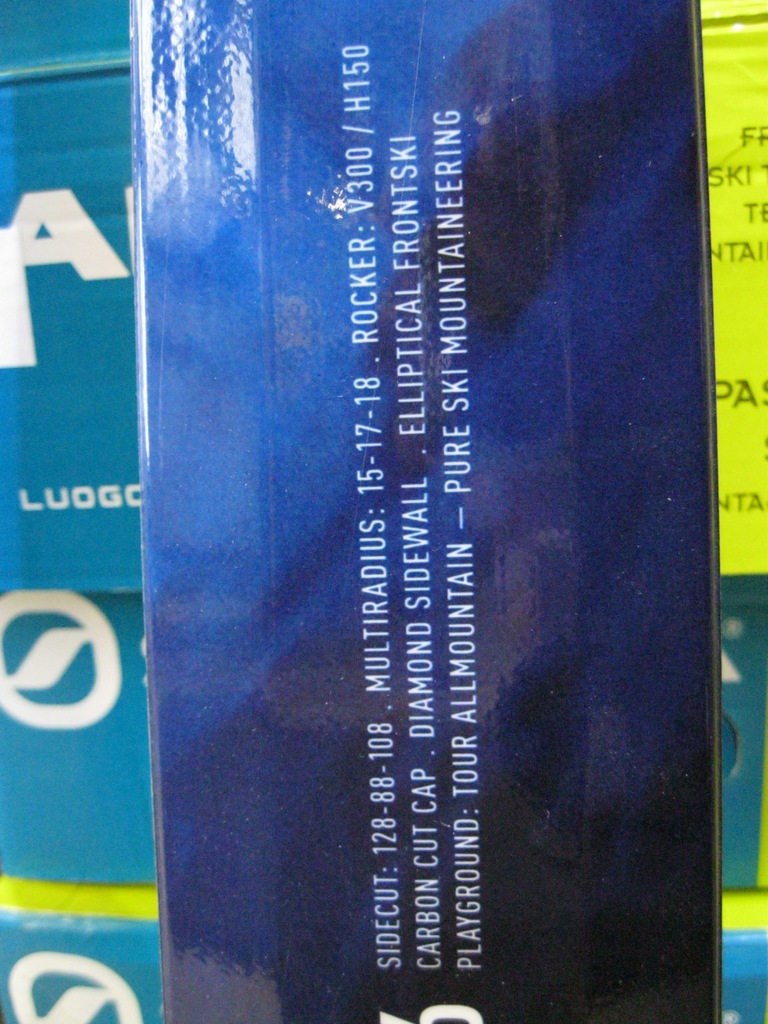 SIDECUT: 128-88-108 . MULTIRADIUS: 15-17-18 . ROCKER: V300 / H150
CARBON CUT CAP . DIAMOND SIDEWALL . ELLIPTICAL FRONTSKI
PLAYGROUND: TOUR ALLMOUNTAIN – PURE SKI MOUNTAINEERING
SKI